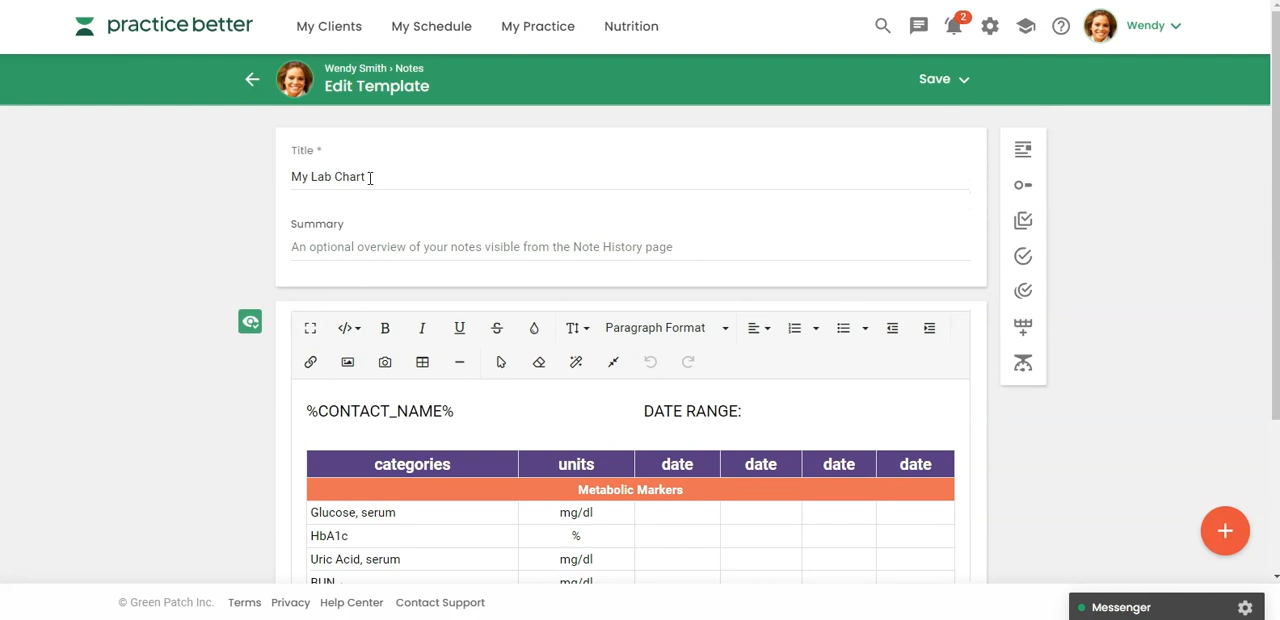 practice better
My Clients
My Schedule
My Practice
Nutrition
2
Wendy
Wendy Smith › Notes
Edit Template
Save
Title *
My Lab Chart
Summary
An optional overview of your notes visible from the Note History page
Paragraph Format
%CONTACT_NAME% DATE RANGE:
categories units date date date date
Metabolic Markers
Glucose, serum mg/dl
HbA1c %
Uric Acid, serum mg/dl
BUN mg/dl
© Green Patch Inc. Terms Privacy Help Center Contact Support
Messenger